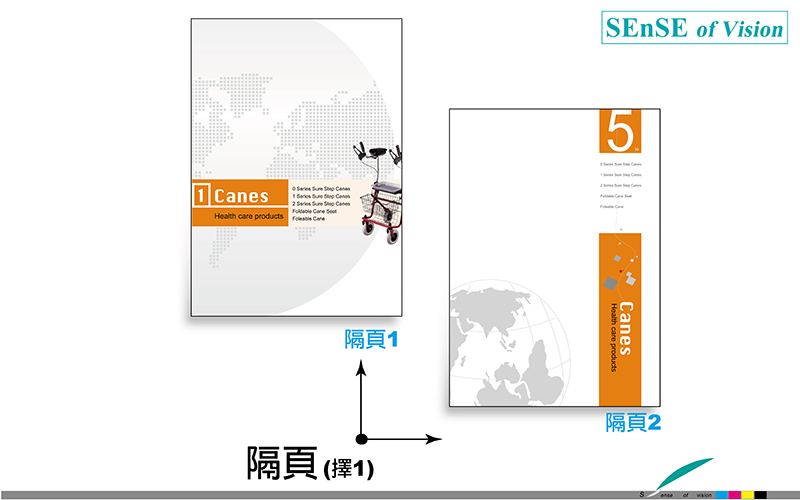 SEnSE of Vision
1 Canes
Health care products
0 Series Sure Step Canes
1 Series Sure Step Canes
2 Series Sure Step Canes
Foldable Cane Seat
Foleable Cane
隔頁1
5
0 Series Sure Step Canes
1 Series Sure Step Canes
2 Series Sure Step Canes
Foldable Cane Seat
Foleable Cane
Canes
Health care products
隔頁2
隔頁(擇1)
Sense of vision